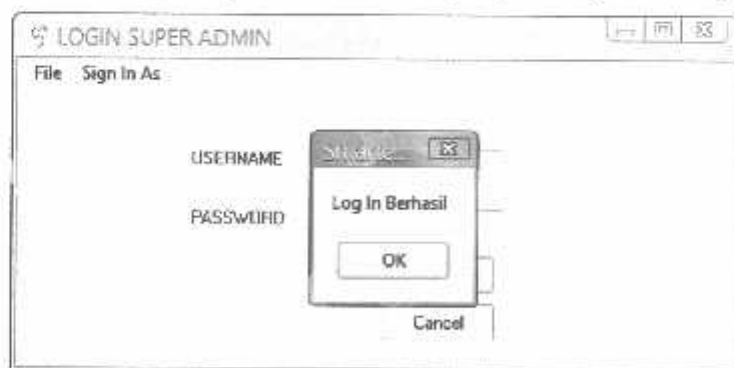 LOGIN SUPER ADMIN
File Sign In As
USERNAME
Log In Berhasil
PASSWORD
OK
Cancel